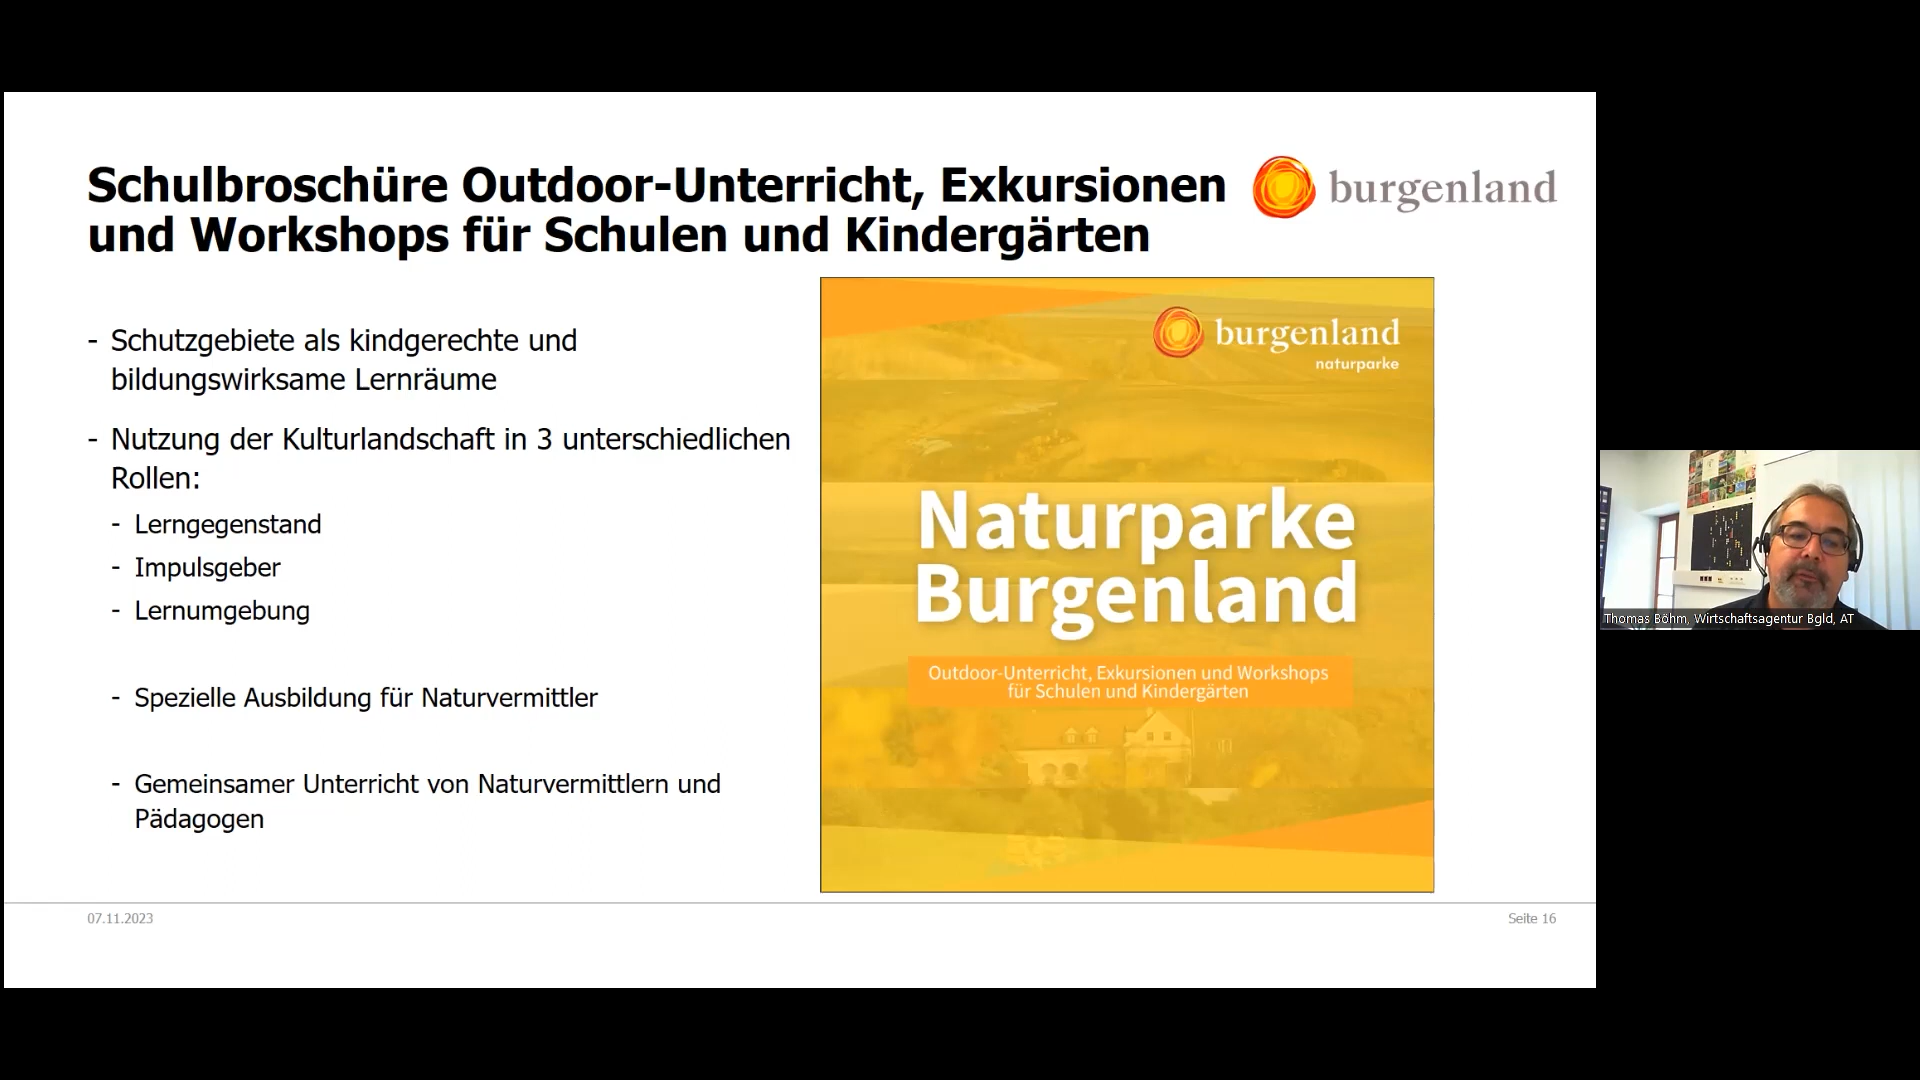 Schulbroschüre Outdoor-Unterricht, Exkursionen
und Workshops für Schulen und Kindergärten
burgenland
- Schutzgebiete als kindgerechte und
bildungswirksame Lernräume
- Nutzung der Kulturlandschaft in 3 unterschiedlichen
Rollen:
- Lerngegenstand
- Impulsgeber
- Lernumgebung
- Spezielle Ausbildung für Naturvermittler
- Gemeinsamer Unterricht von Naturvermittlern und
Pädagogen
burgenland
naturparke
Naturparke
Burgenland
Outdoor-Unterricht, Exkursionen und Workshops
für Schulen und Kindergärten
Thomas Böhm, Wirtschaftsagentur Bgld, AT
07.11.2023
Seite 16